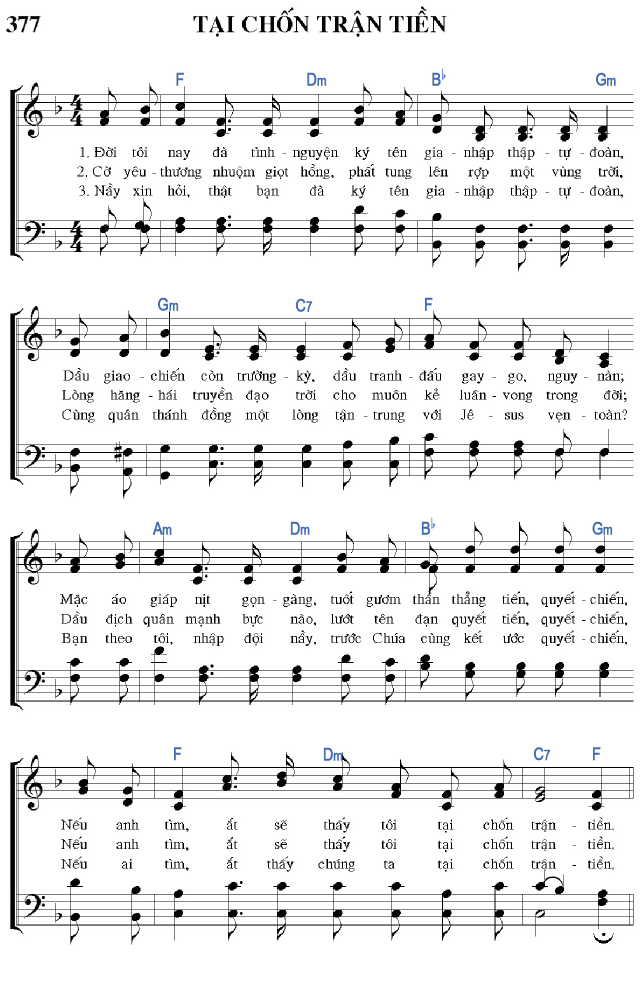 377 TẠI CHỐN TRẬN TIỀN
F Dm B♭ Gm
1. Đời tôi nay đà tình - nguyện ký tên gia - nhập thập - tự - đoàn,
2. Cờ yêu - thương nhuộm giọt hồng, phất tung lên rợp một vùng trời,
3. Nầy xin hỏi, thật bạn đà ký tên gia - nhập thập - tự - đoàn,
Gm C7 F
Dầu giao - chiến còn trường - kỳ, dầu tranh - đấu gay - go, nguy - nàn;
Lòng hăng - hái truyền đạo trời cho muôn kẻ luân - vong trong đời;
Cùng quân thánh đồng một lòng tận - trung với Jê - sus vẹn - toàn?
Am Dm B♭ Gm
Mặc áo giáp nịt gọn - gàng, tuốt gươm thần thẳng tiến, quyết - chiến,
Dầu địch quân mạnh bực nào, lướt tên đạn quyết tiến, quyết - chiến,
Bạn theo tôi, nhập đội nầy, trước Chúa cùng kết ước quyết - chiến,
F Dm C7 F
Nếu anh tìm, ắt sẽ thấy tôi tại chốn trận - tiền.
Nếu anh tìm, ắt sẽ thấy tôi tại chốn trận - tiền.
Nếu ai tìm, ắt thấy chúng ta tại chốn trận - tiền.